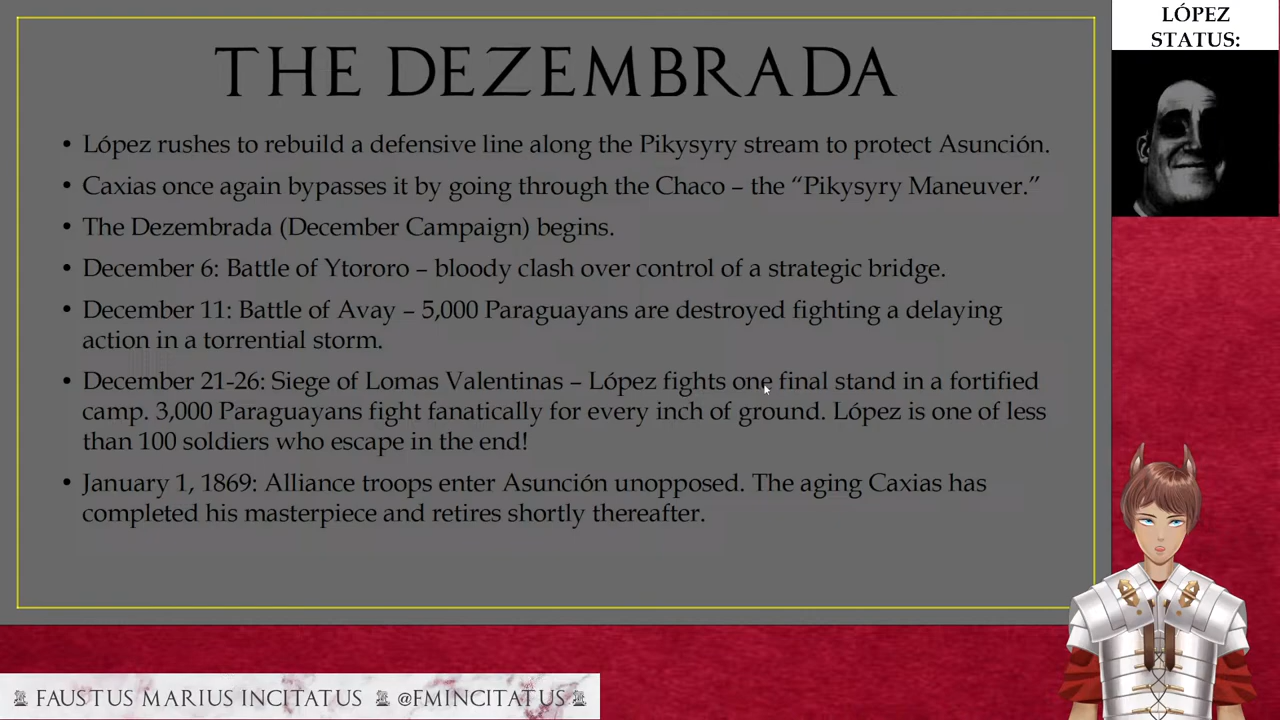 LÓPEZ
STATUS:
THE DEZEMBRADA
• López rushes to rebuild a defensive line along the Pikysyry stream to protect Asunción.
• Caxias once again bypasses it by going through the Chaco – the “Pikysyry Maneuver.”
• The Dezembrada (December Campaign) begins.
• December 6: Battle of Ytororo – bloody clash over control of a strategic bridge.
• December 11: Battle of Avay – 5,000 Paraguayans are destroyed fighting a delaying
action in a torrential storm.
• December 21-26: Siege of Lomas Valentinas – López fights one final stand in a fortified
camp. 3,000 Paraguayans fight fanatically for every inch of ground. López is one of less
than 100 soldiers who escape in the end!
• January 1, 1869: Alliance troops enter Asunción unopposed. The aging Caxias has
completed his masterpiece and retires shortly thereafter.
FAUSTUS MARIUS INCITATUS @FMINCITATUS